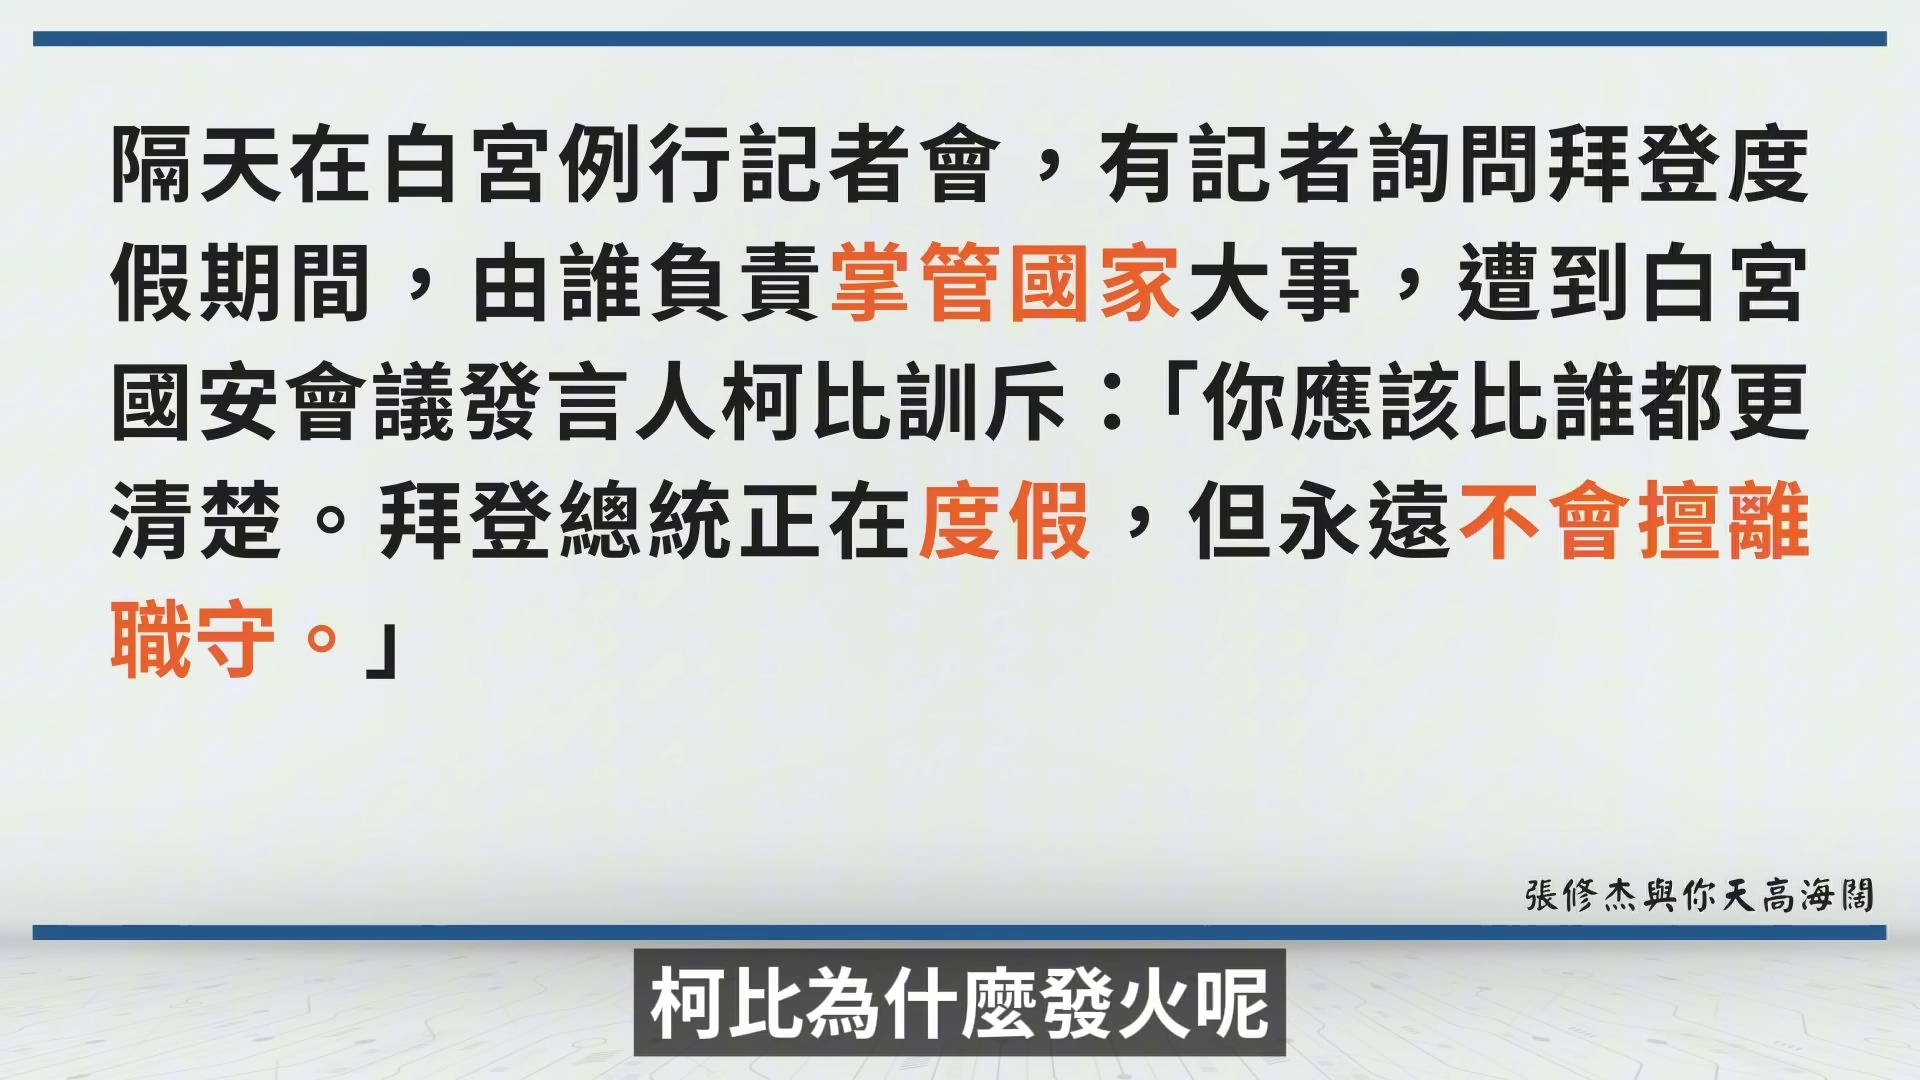 隔天在白宮例行記者會，有記者詢問拜登度
假期間，由誰負責掌管國家大事，遭到白宮
國安會議發言人柯比訓斥：「你應該比誰都更
清楚。拜登總統正在度假，但永遠不會擅離
職守。」
張修杰與你天高海闊
柯比為什麼發火呢